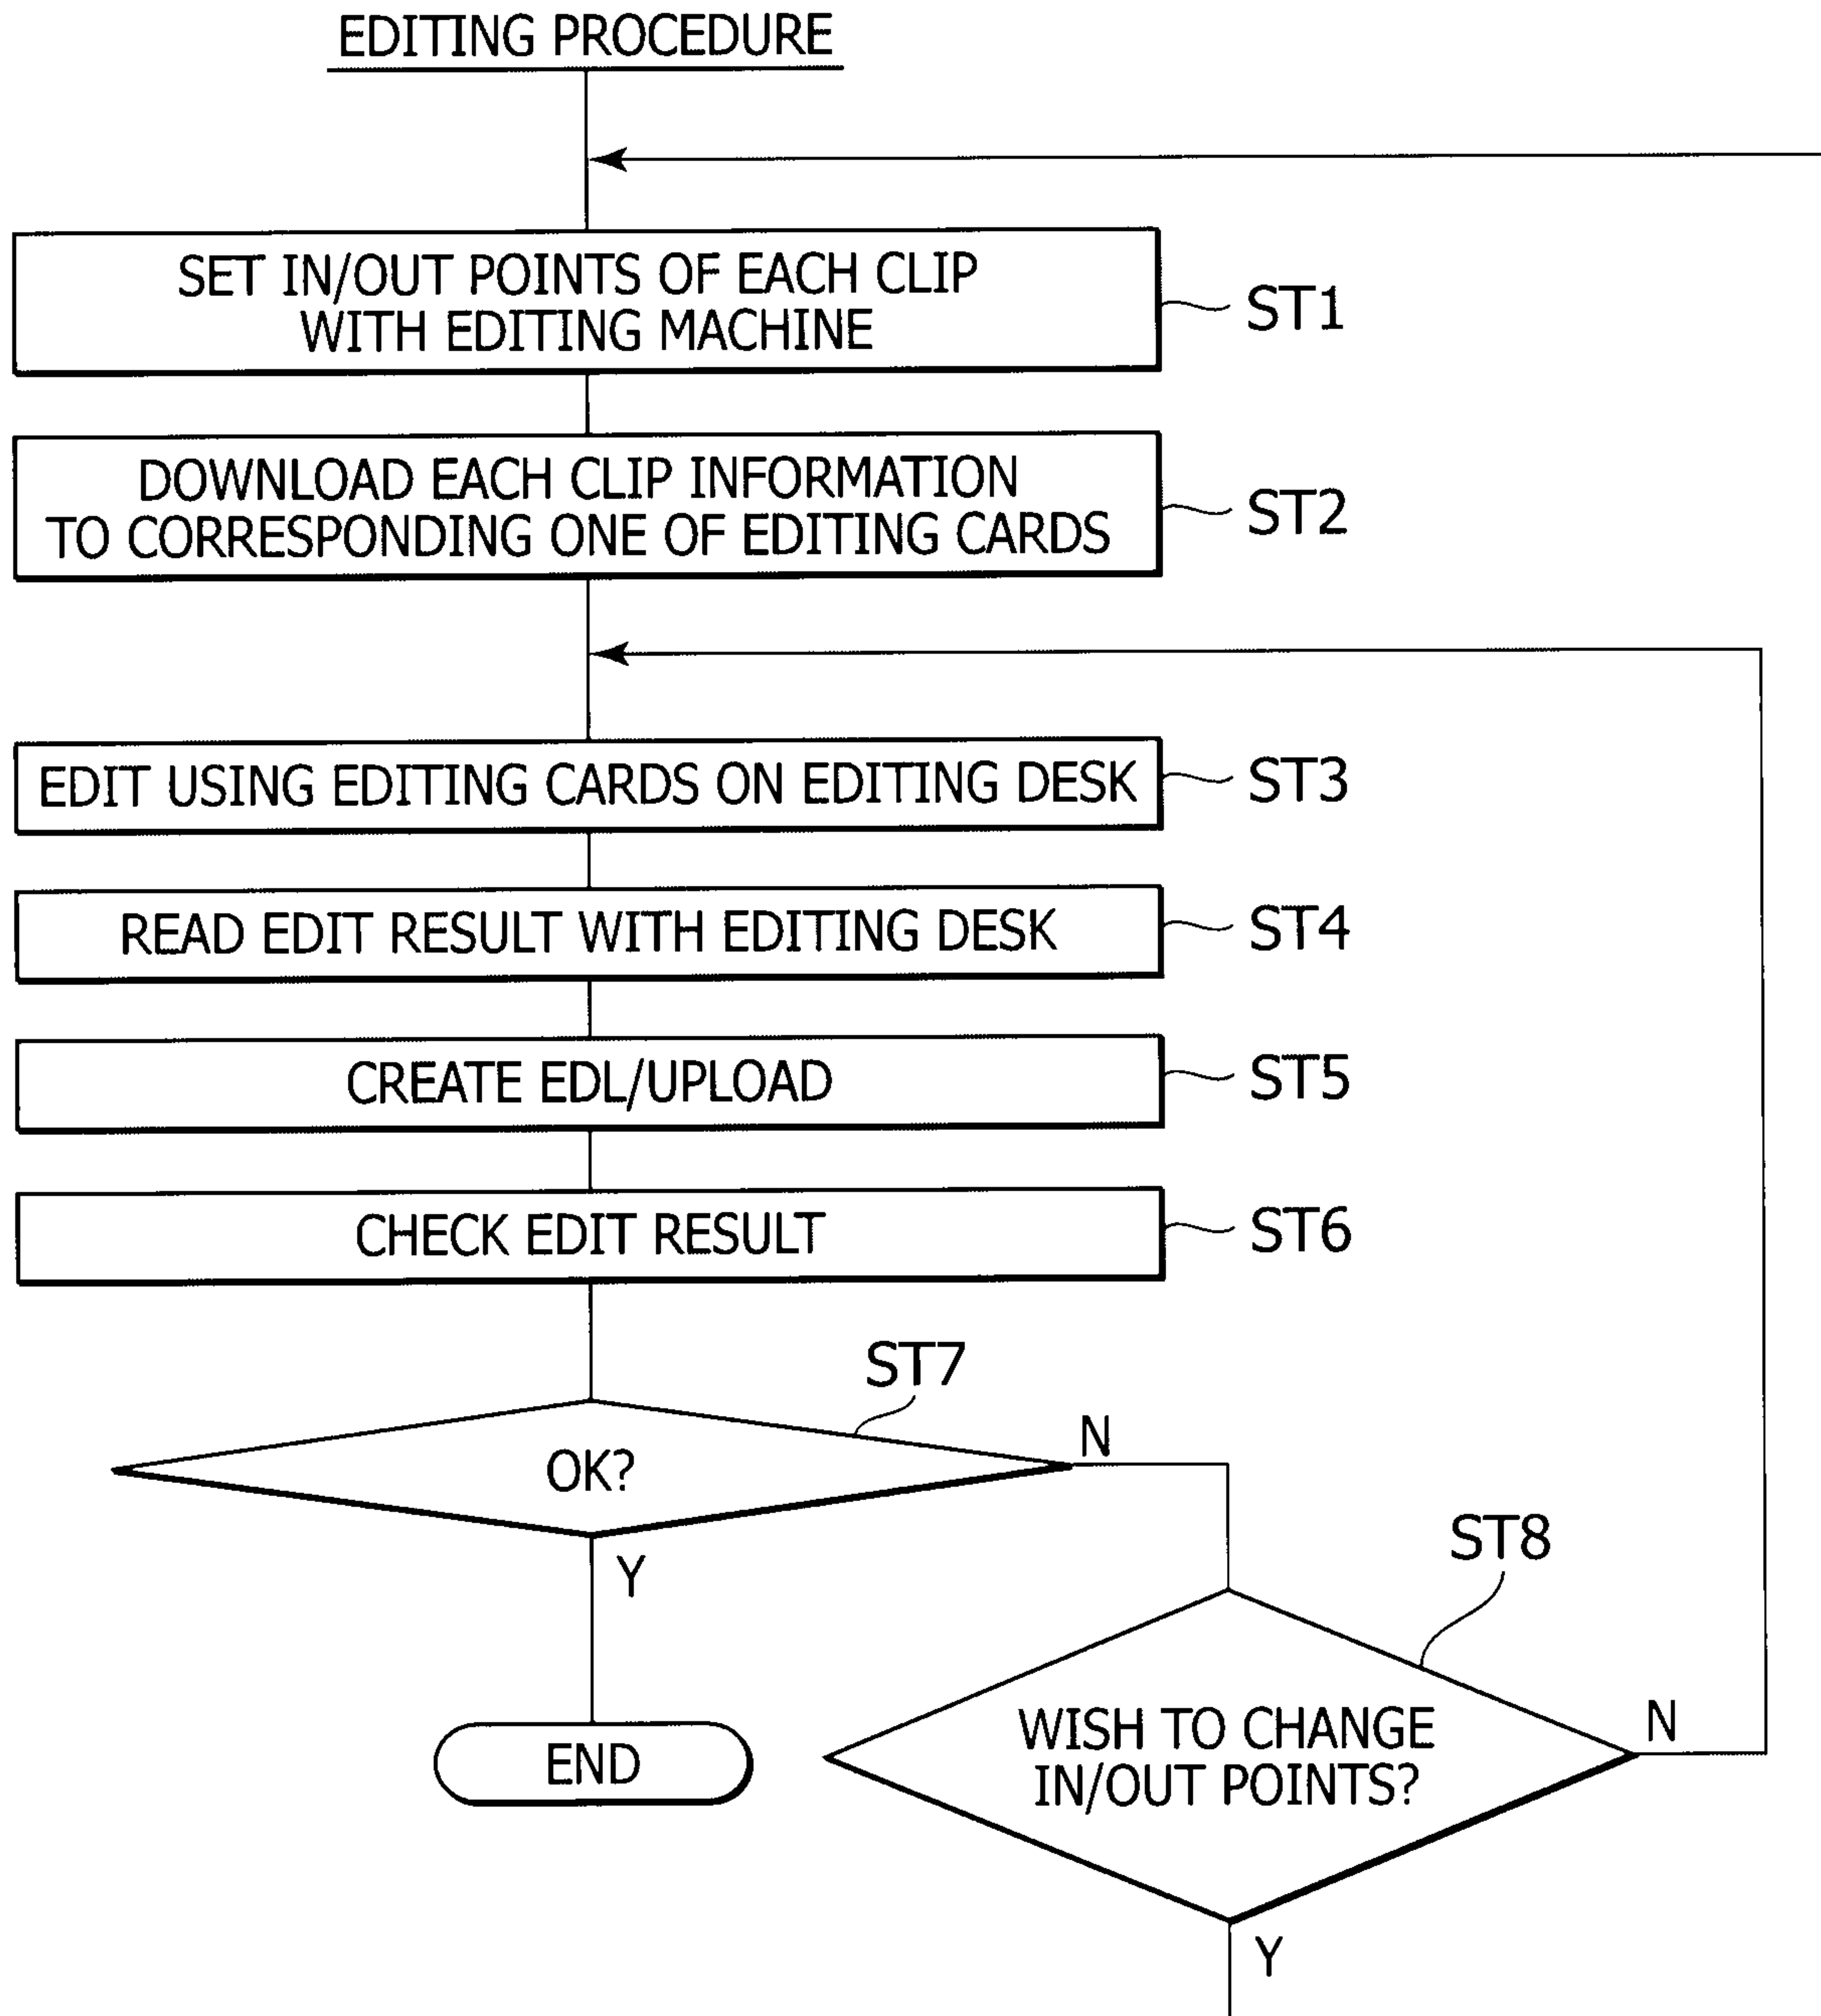 EDITING PROCEDURE
SET IN/OUT POINTS OF EACH CLIP
WITH EDITING MACHINE
ST1
DOWNLOAD EACH CLIP INFORMATION
TO CORRESPONDING ONE OF EDITING CARDS
ST2
EDIT USING EDITING CARDS ON EDITING DESK
ST3
READ EDIT RESULT WITH EDITING DESK
ST4
CREATE EDL/UPLOAD
ST5
CHECK EDIT RESULT
ST6
ST7
OK?
N
Y
ST8
WISH TO CHANGE
IN/OUT POINTS?
N
END
Y